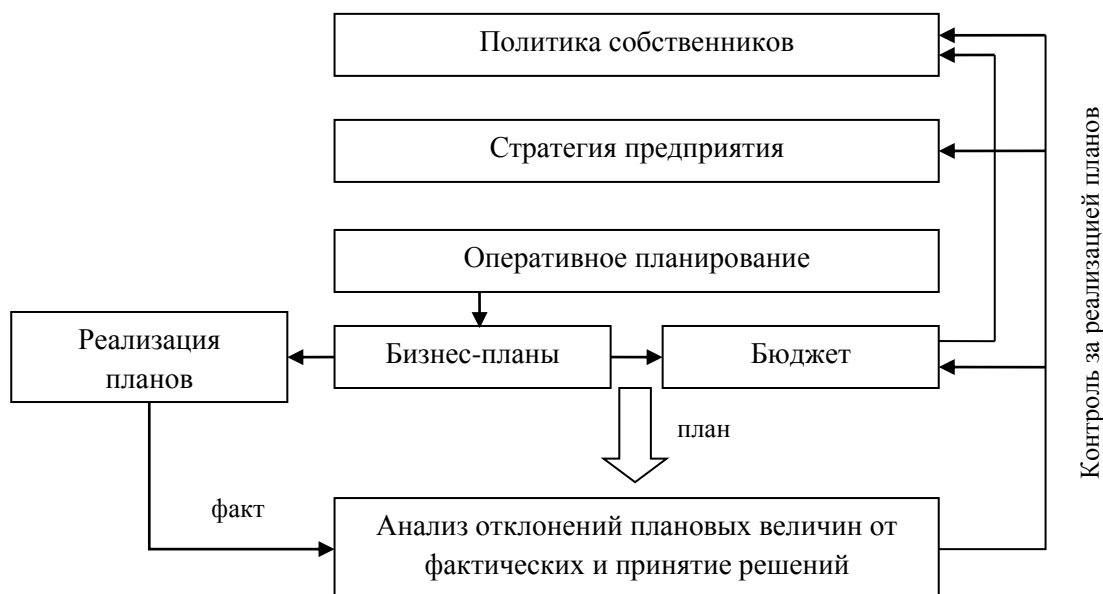 Политика собственников
Стратегия предприятия
Оперативное планирование
Реализация
планов
Бизнес-планы
Бюджет
план
факт
Анализ отклонений плановых величин от
фактических и принятие решений
Контроль за реализацией планов